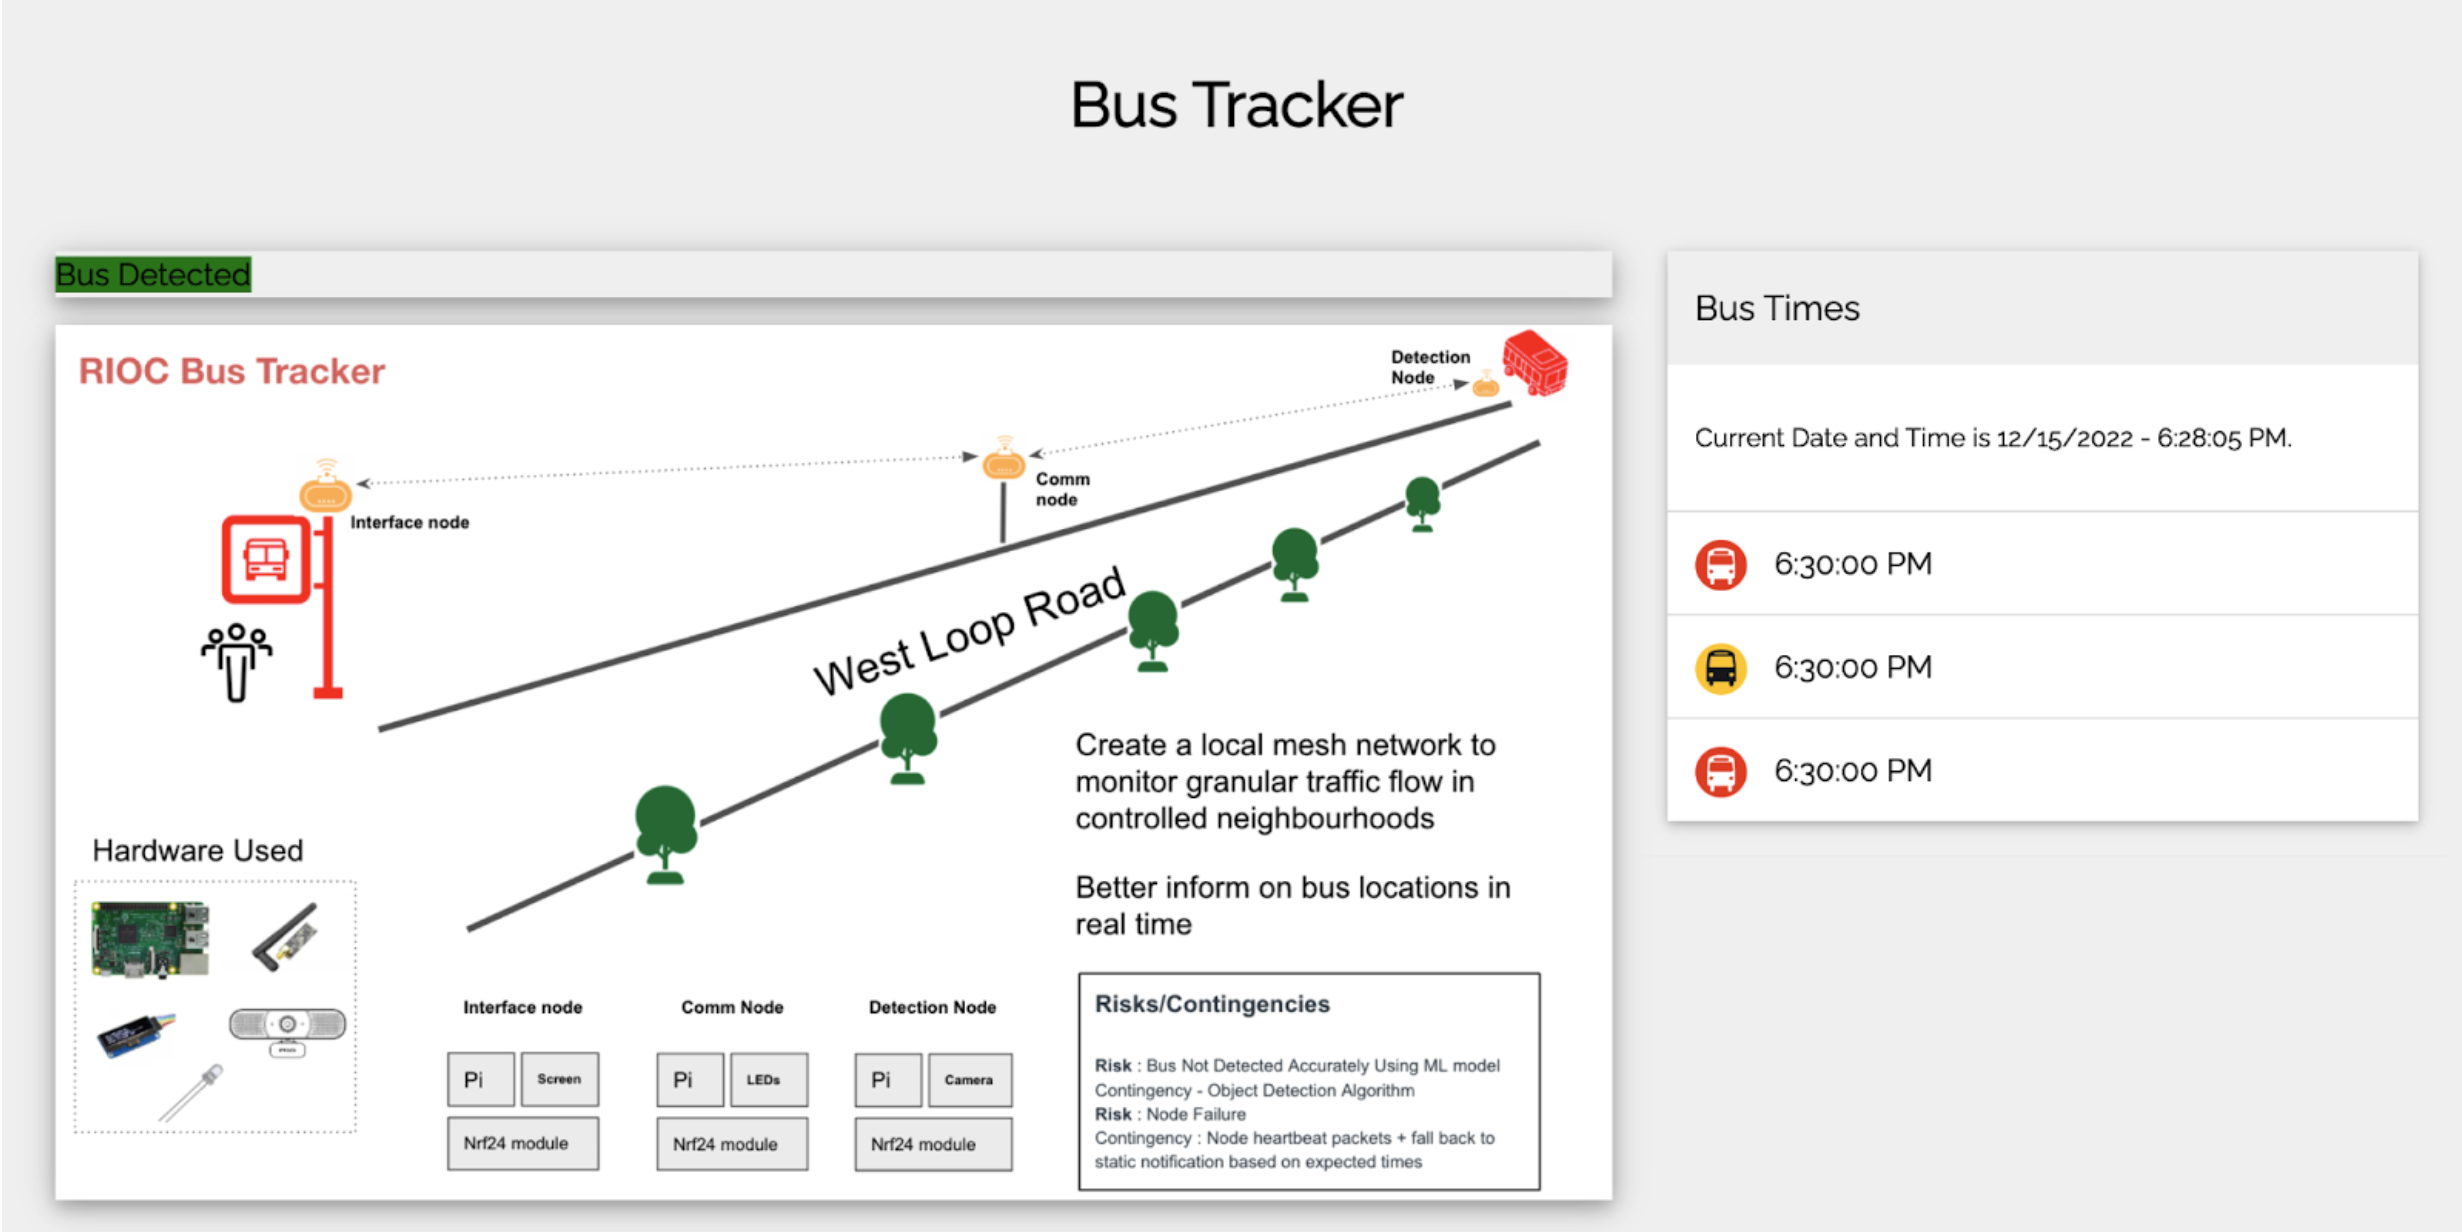 Bus Tracker
Bus Detected
RIOC Bus Tracker
Detection
Node
Comm
node
Interface node
West Loop Road
Create a local mesh network to
monitor granular traffic flow in
controlled neighbourhoods
Better inform on bus locations in
real time
Hardware Used
Interface node
Pi
Screen
Nrf24 module
Comm Node
Pi
LEDs
Nrf24 module
Detection Node
Pi
Camera
Nrf24 module
Risks/Contingencies
Risk : Bus Not Detected Accurately Using ML model
Contingency - Object Detection Algorithm
Risk : Node Failure
Contingency : Node heartbeat packets + fall back to
static notification based on expected times
Bus Times
Current Date and Time is 12/15/2022 - 6:28:05 PM.
6:30:00 PM
6:30:00 PM
6:30:00 PM